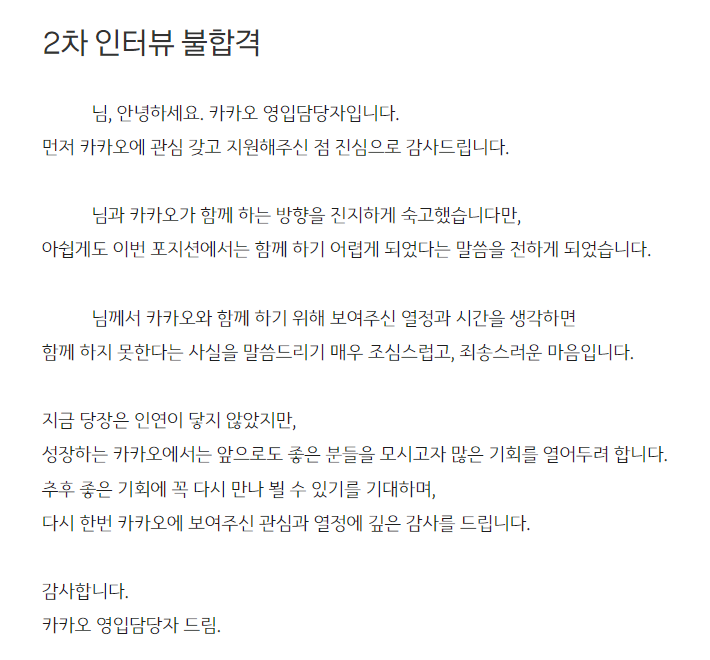 2차 인터뷰 불합격
님, 안녕하세요. 카카오 영입담당자입니다.
먼저 카카오에 관심 갖고 지원해주신 점 진심으로 감사드립니다.
님과 카카오가 함께 하는 방향을 진지하게 숙고했습니다만,
아쉽게도 이번 포지션에서는 함께 하기 어렵게 되었다는 말씀을 전하게 되었습니다.
님께서 카카오와 함께 하기 위해 보여주신 열정과 시간을 생각하면
함께 하지 못한다는 사실을 말씀드리기 매우 조심스럽고, 죄송스러운 마음입니다.
지금 당장은 인연이 닿지 않았지만,
성장하는 카카오에서는 앞으로도 좋은 분들을 모시고자 많은 기회를 열어두려 합니다.
추후 좋은 기회에 꼭 다시 만나 뵐 수 있기를 기대하며,
다시 한번 카카오에 보여주신 관심과 열정에 깊은 감사를 드립니다.
감사합니다.
카카오 영입담당자 드림.